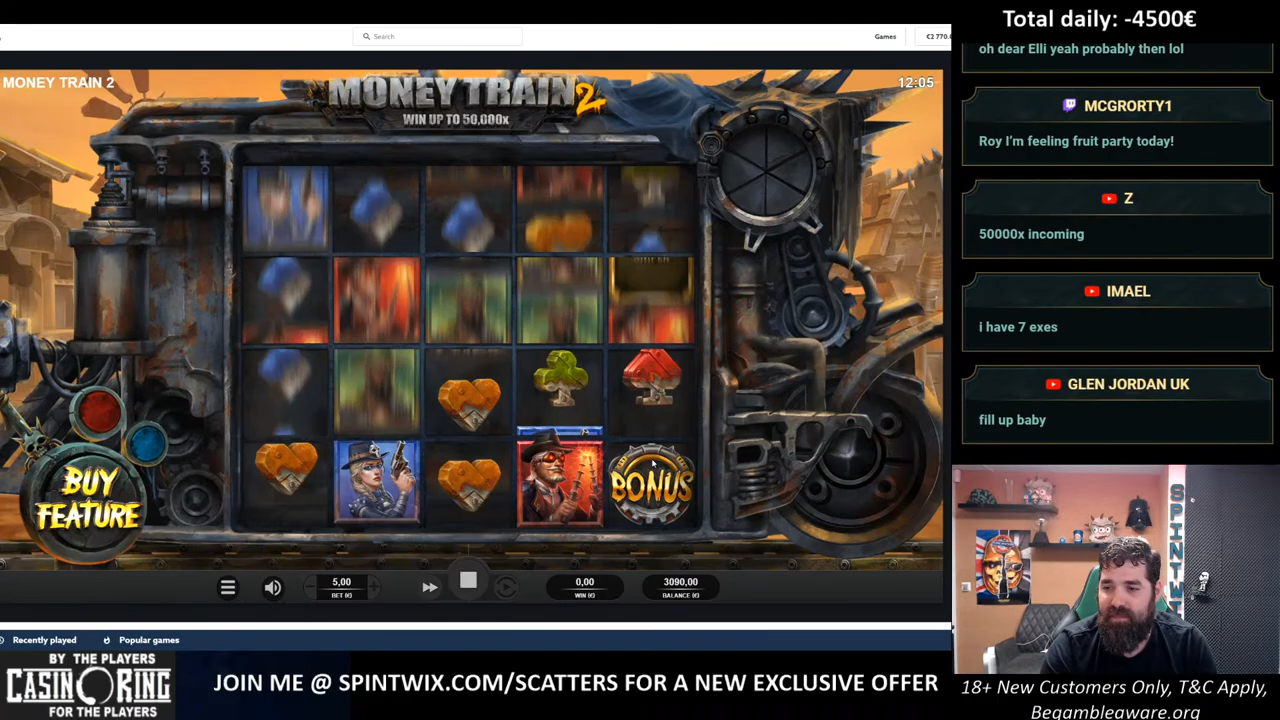 Total daily: -4500€
Search
Games
€2 770.
MONEY TRAIN 2
12:05
MONEY TRAIN 2
WIN UP TO 50,000x
oh dear Elli yeah probably then lol
MCGRORTY1
Roy I'm feeling fruit party today!
Z
50000x incoming
IMAEL
i have 7 exes
GLEN JORDAN UK
fill up baby
BONUS
BUY
FEATURE
5,00
BET (€)
0,00
WIN (€)
3090,00
BALANCE (€)
Recently played
Popular games
BY THE PLAYERS
CASINO RING
FOR THE PLAYERS
JOIN ME @ SPINTWIX.COM/SCATTERS FOR A NEW EXCLUSIVE OFFER
SPINTW
18+ New Customers Only, T&C Apply,
Begambleaware.org